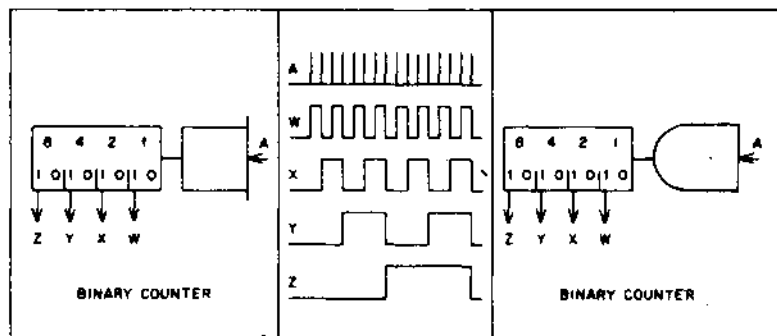 8 4 2 1
1 0 1 0 1 0 1 0
A
Z Y X W
BINARY COUNTER
A
W
X
Y
Z
8 4 2 1
1 0 1 0 1 0 1 0
A
Z Y X W
BINARY COUNTER